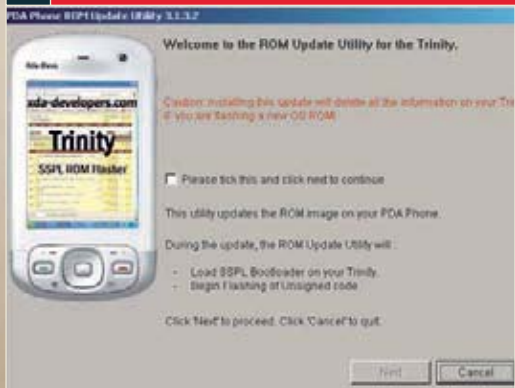 PDA Phone ROM Update Utility 3.1.3.2
Welcome to the ROM Update Utility for the Trinity.
xda-developers.com
Trinity
SSPL ROM Flasher
Caution: Installing this update will delete all the information on your Tri
if you are flashing a new OS ROM
Please tick this and click next to continue
This utility updates the ROM image on your PDA Phone.
During the update, the ROM Update Utility will :
- Load SSPL Bootloader on your Trinity.
- Begin Flashing of Unsigned code
Click 'Next' to proceed. Click 'Cancel' to quit.
Next Cancel